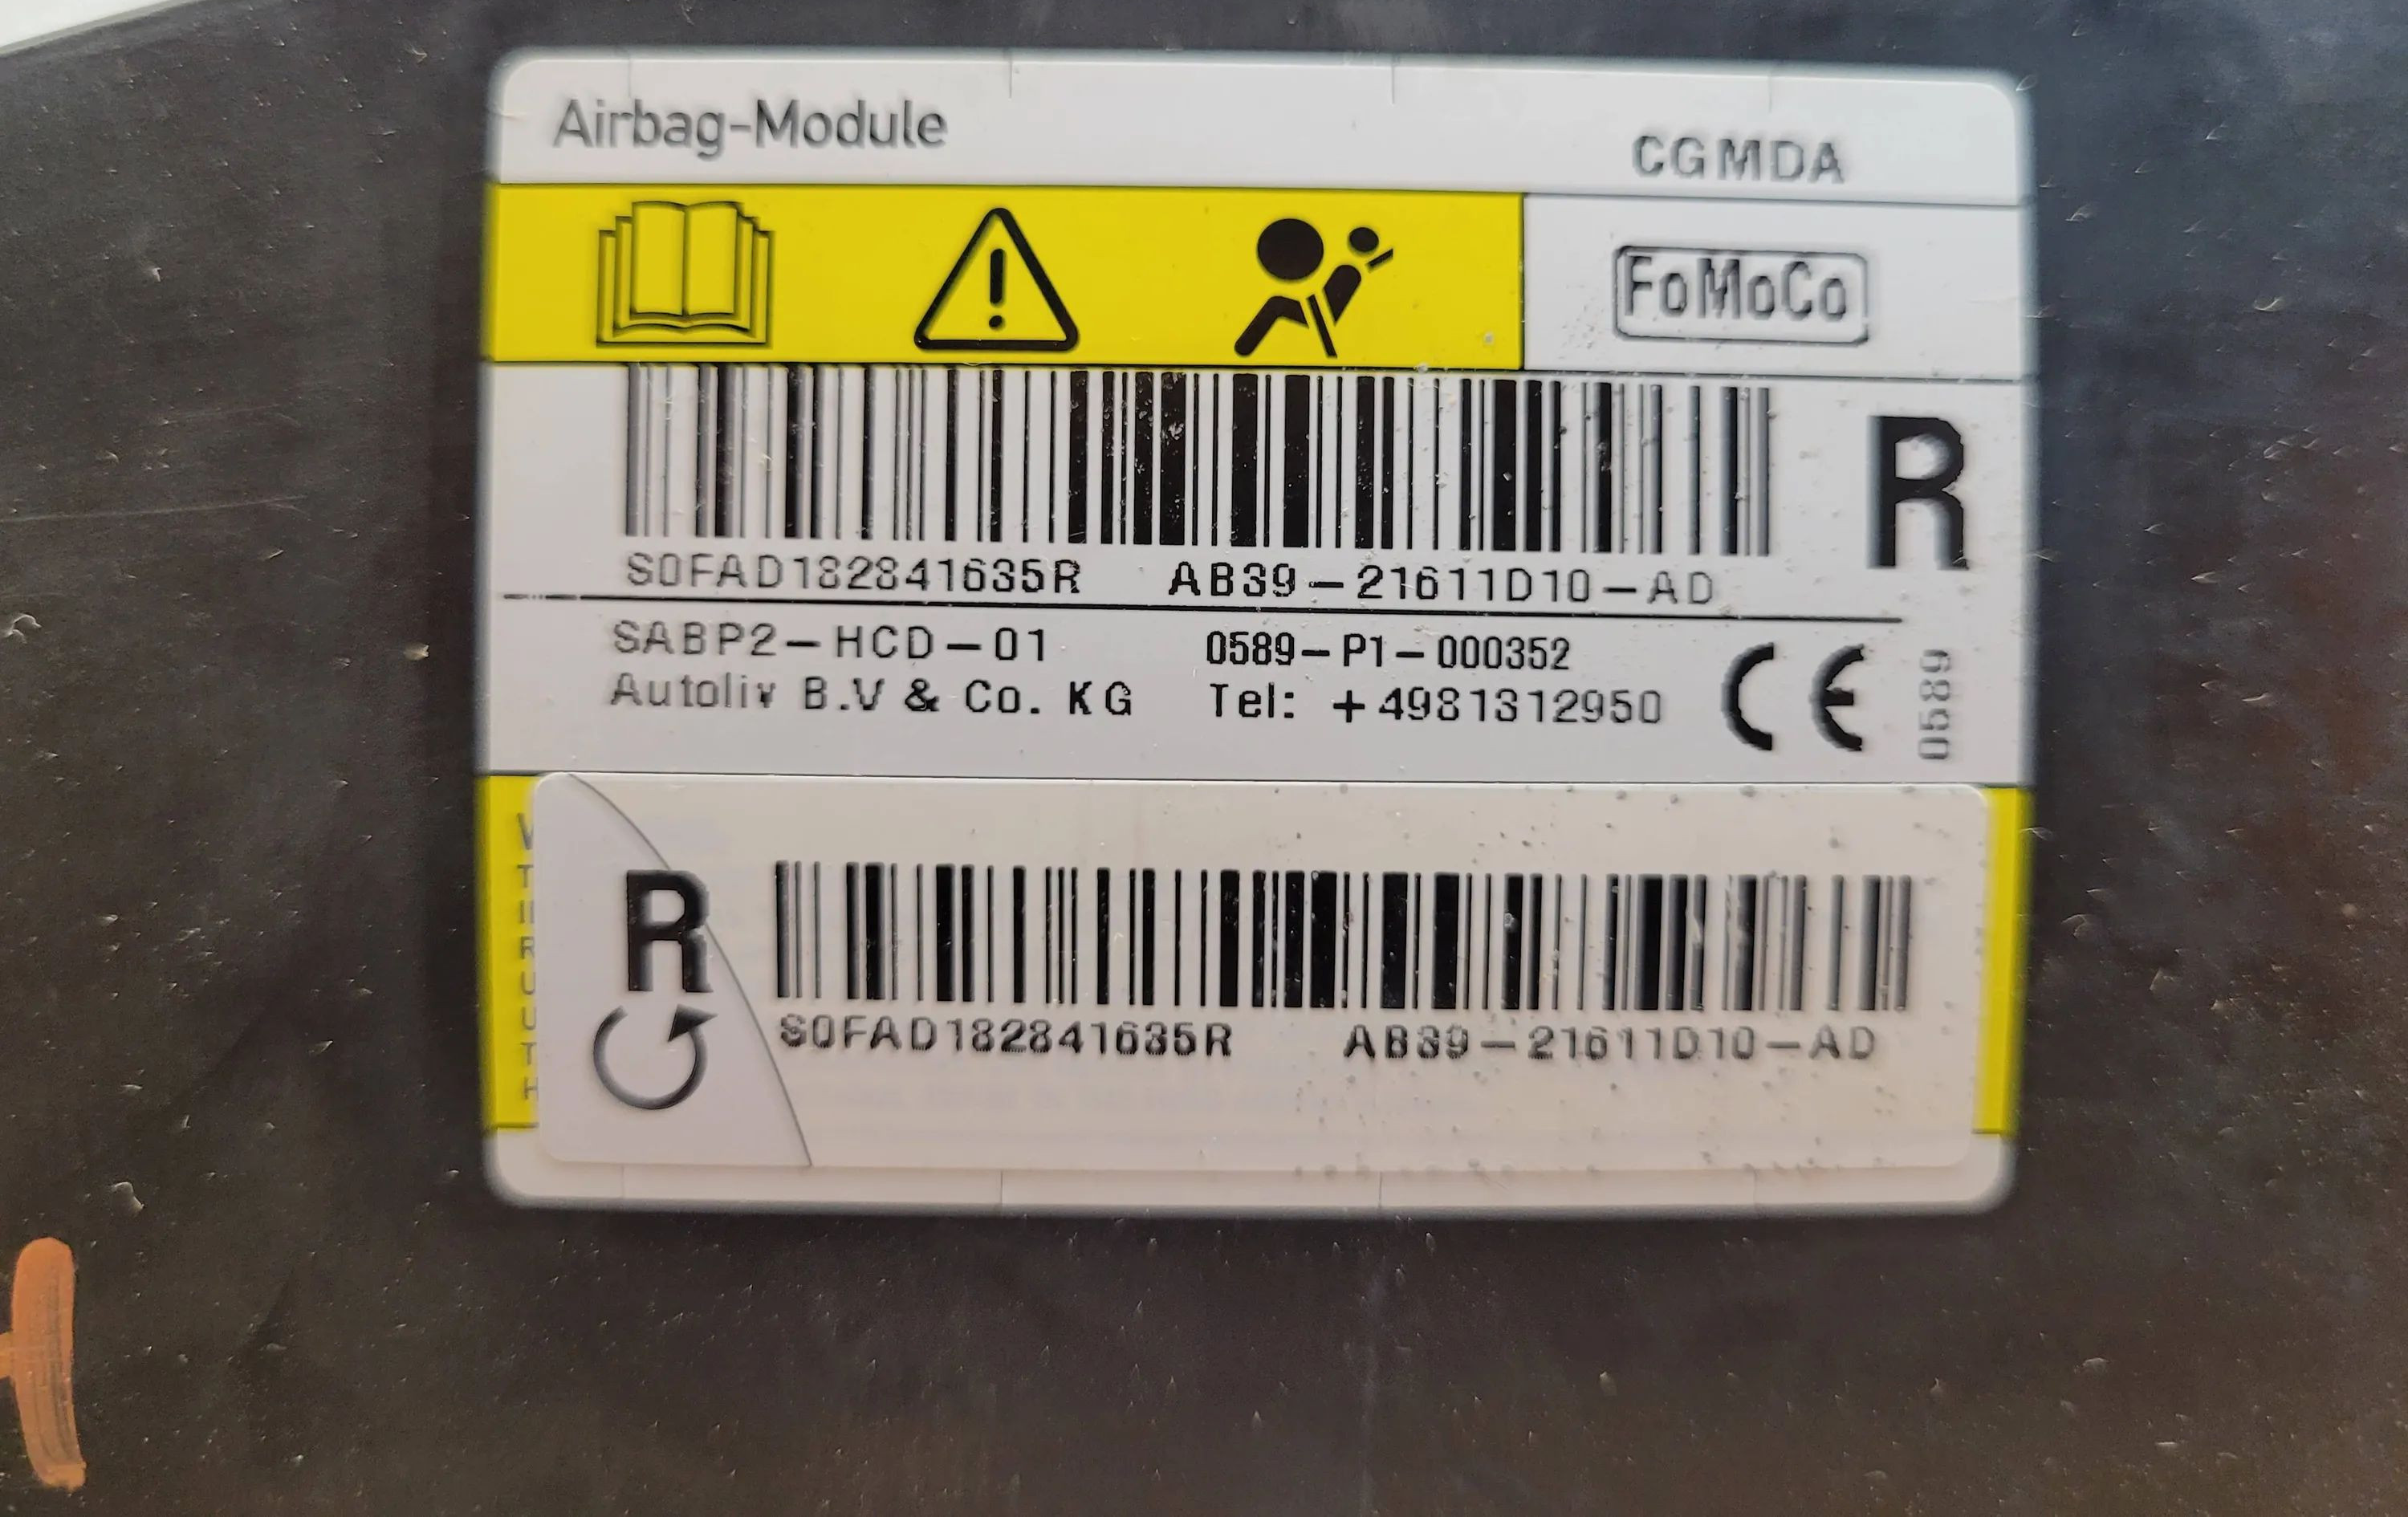 Airbag-Module
CGMDA
FoMoCo
R
S0FAD182841635R AB39-21611D10-AD
SABP2-HCD-01 0589-P1-000352
Autoliv B.V & Co. KG Tel: +4981312950
CE 0589
R
S0FAD182841635R AB39-21611D10-AD